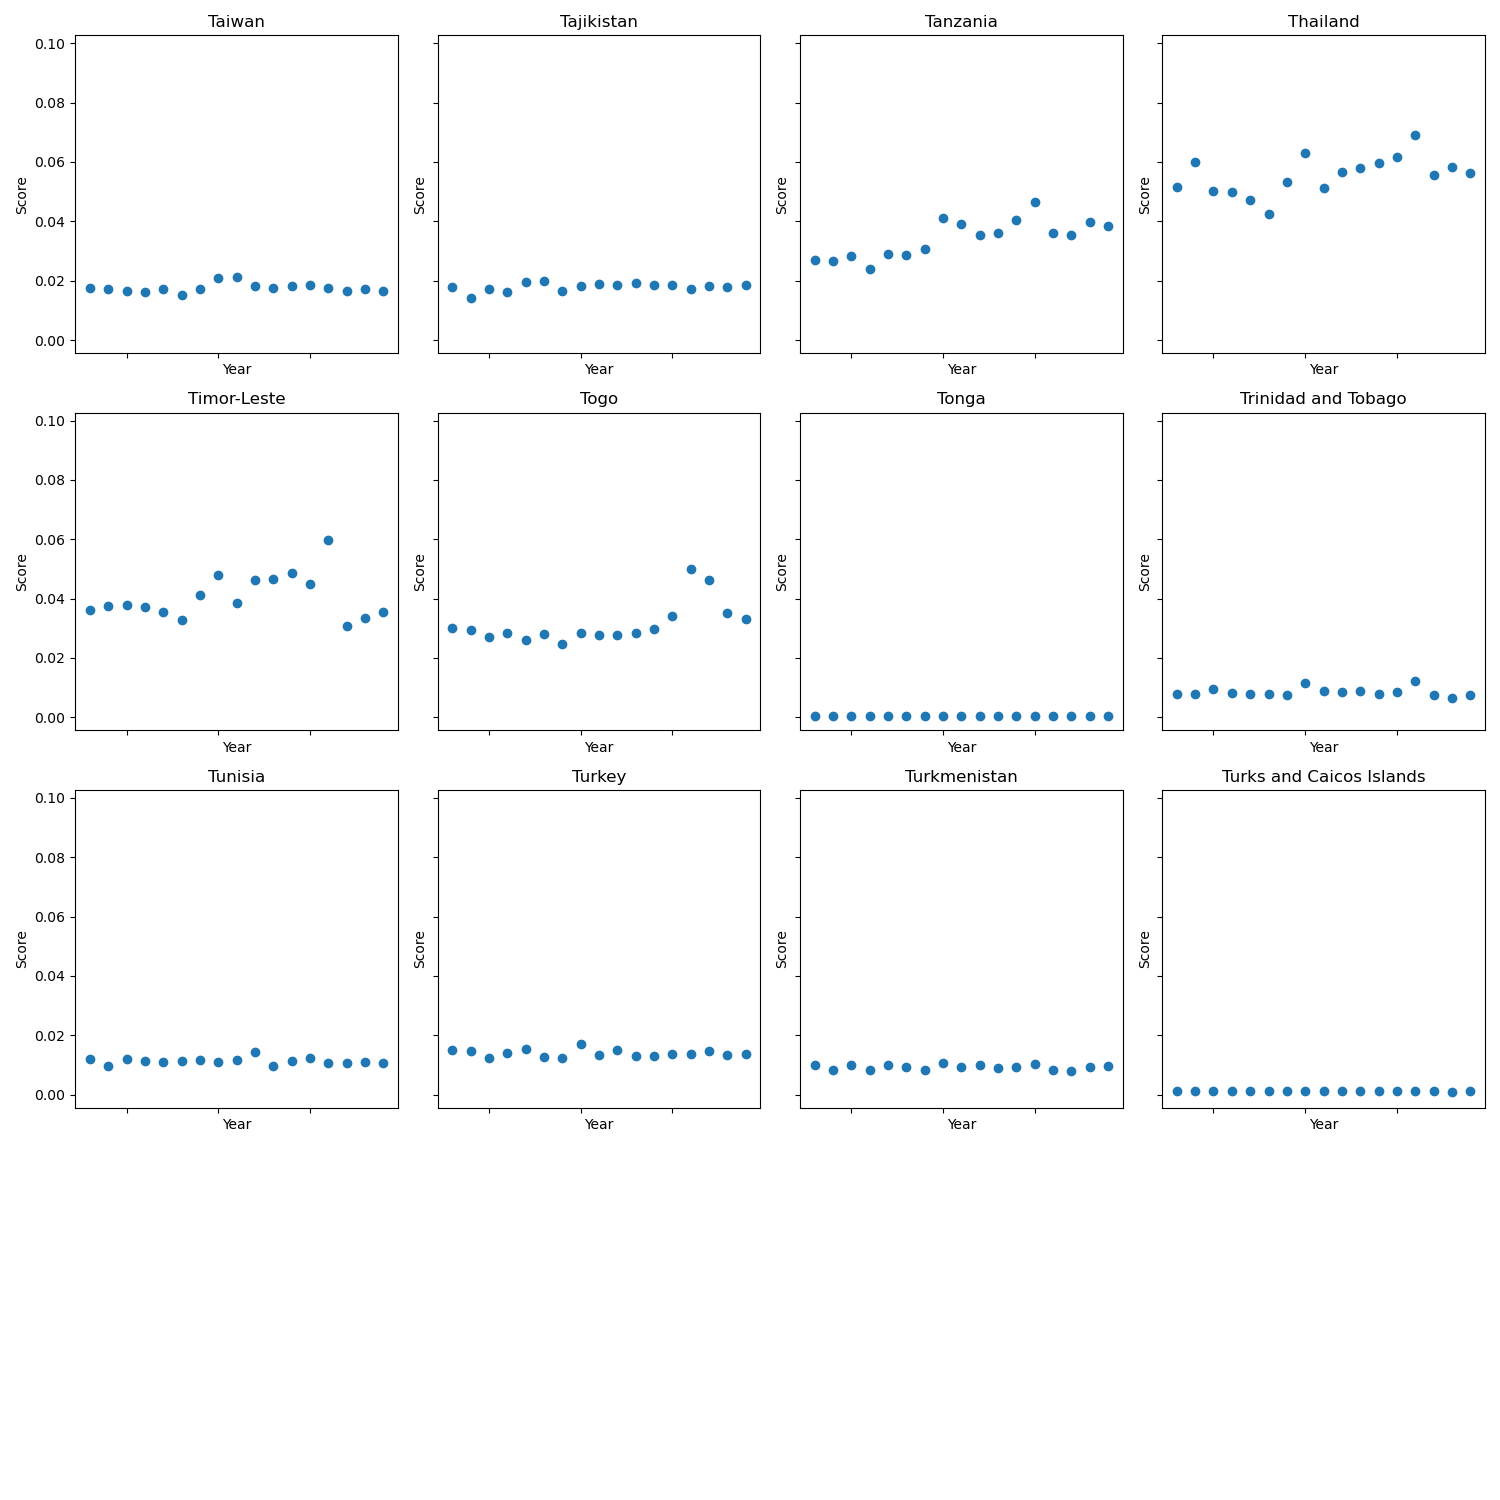 Taiwan
Tajikistan
Tanzania
Thailand
0.10
0.08
0.06
0.04
0.02
0.00
Score
Score
Score
Score
Year
Year
Year
Year
Timor-Leste
Togo
Tonga
Trinidad and Tobago
0.10
0.08
0.06
0.04
0.02
0.00
Score
Score
Score
Score
Year
Year
Year
Year
Tunisia
Turkey
Turkmenistan
Turks and Caicos Islands
0.10
0.08
0.06
0.04
0.02
0.00
Score
Score
Score
Score
Year
Year
Year
Year